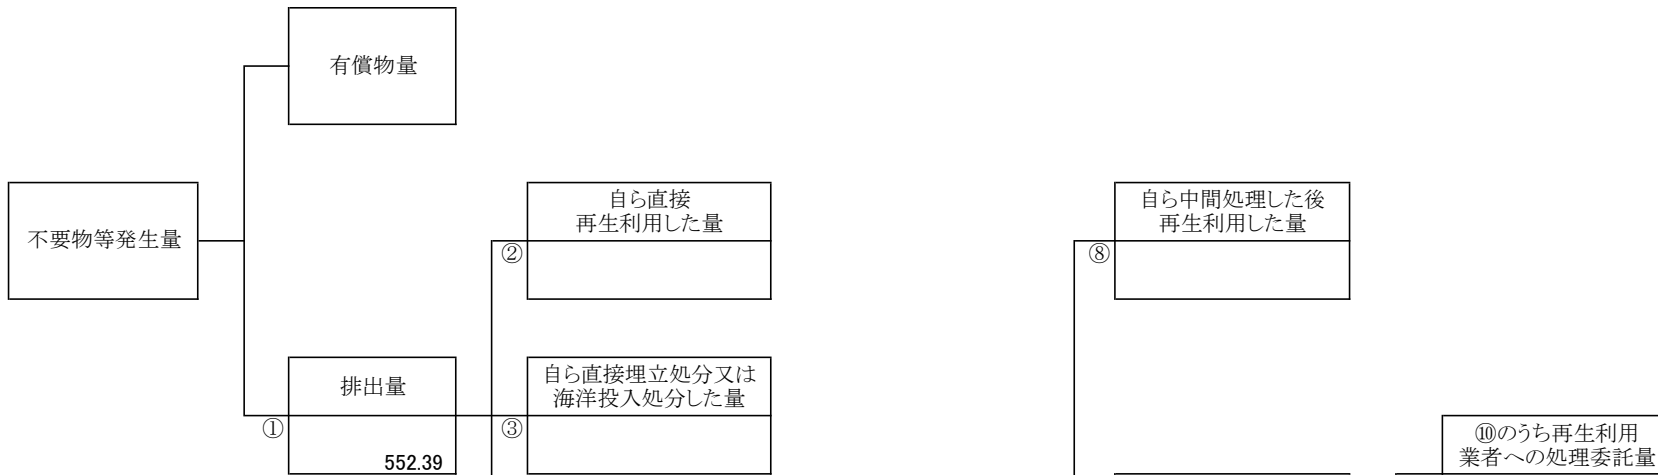 有償物量
不要物等発生量
自ら直接
再生利用した量
②
自ら中間処理した後
再生利用した量
⑧
排出量
①
552.39
自ら直接埋立処分又は
海洋投入処分した量
③
⑩のうち再生利用
業者への処理委託量